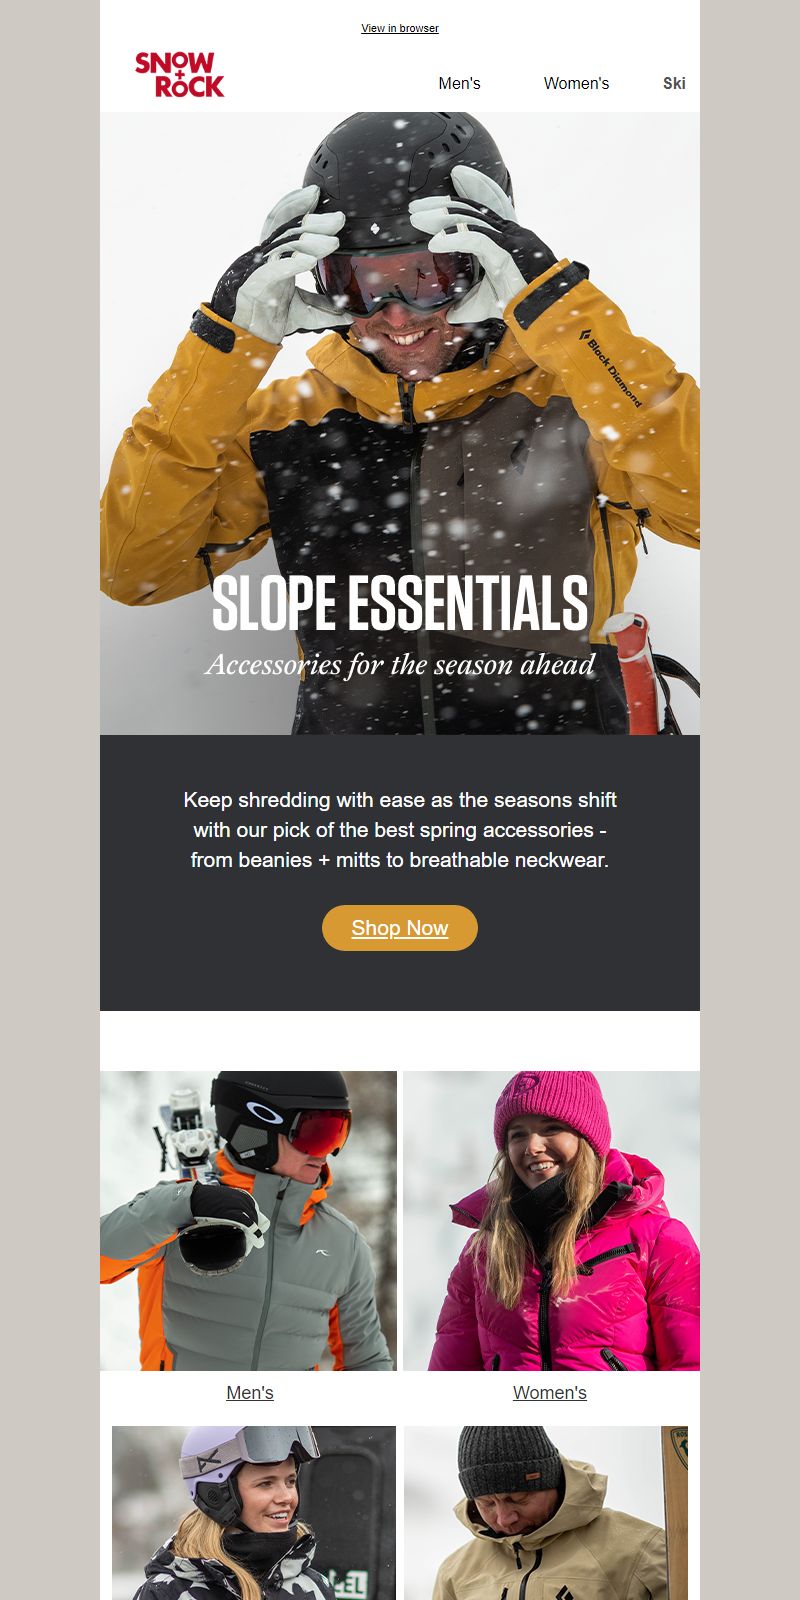 View in browser
SNOW
+
ROCK
Men's
Women's
Ski
Black Diamond
SLOPE ESSENTIALS
Accessories for the season ahead
Keep shredding with ease as the seasons shift
with our pick of the best spring accessories -
from beanies + mitts to breathable neckwear.
Shop Now
Men's
Women's